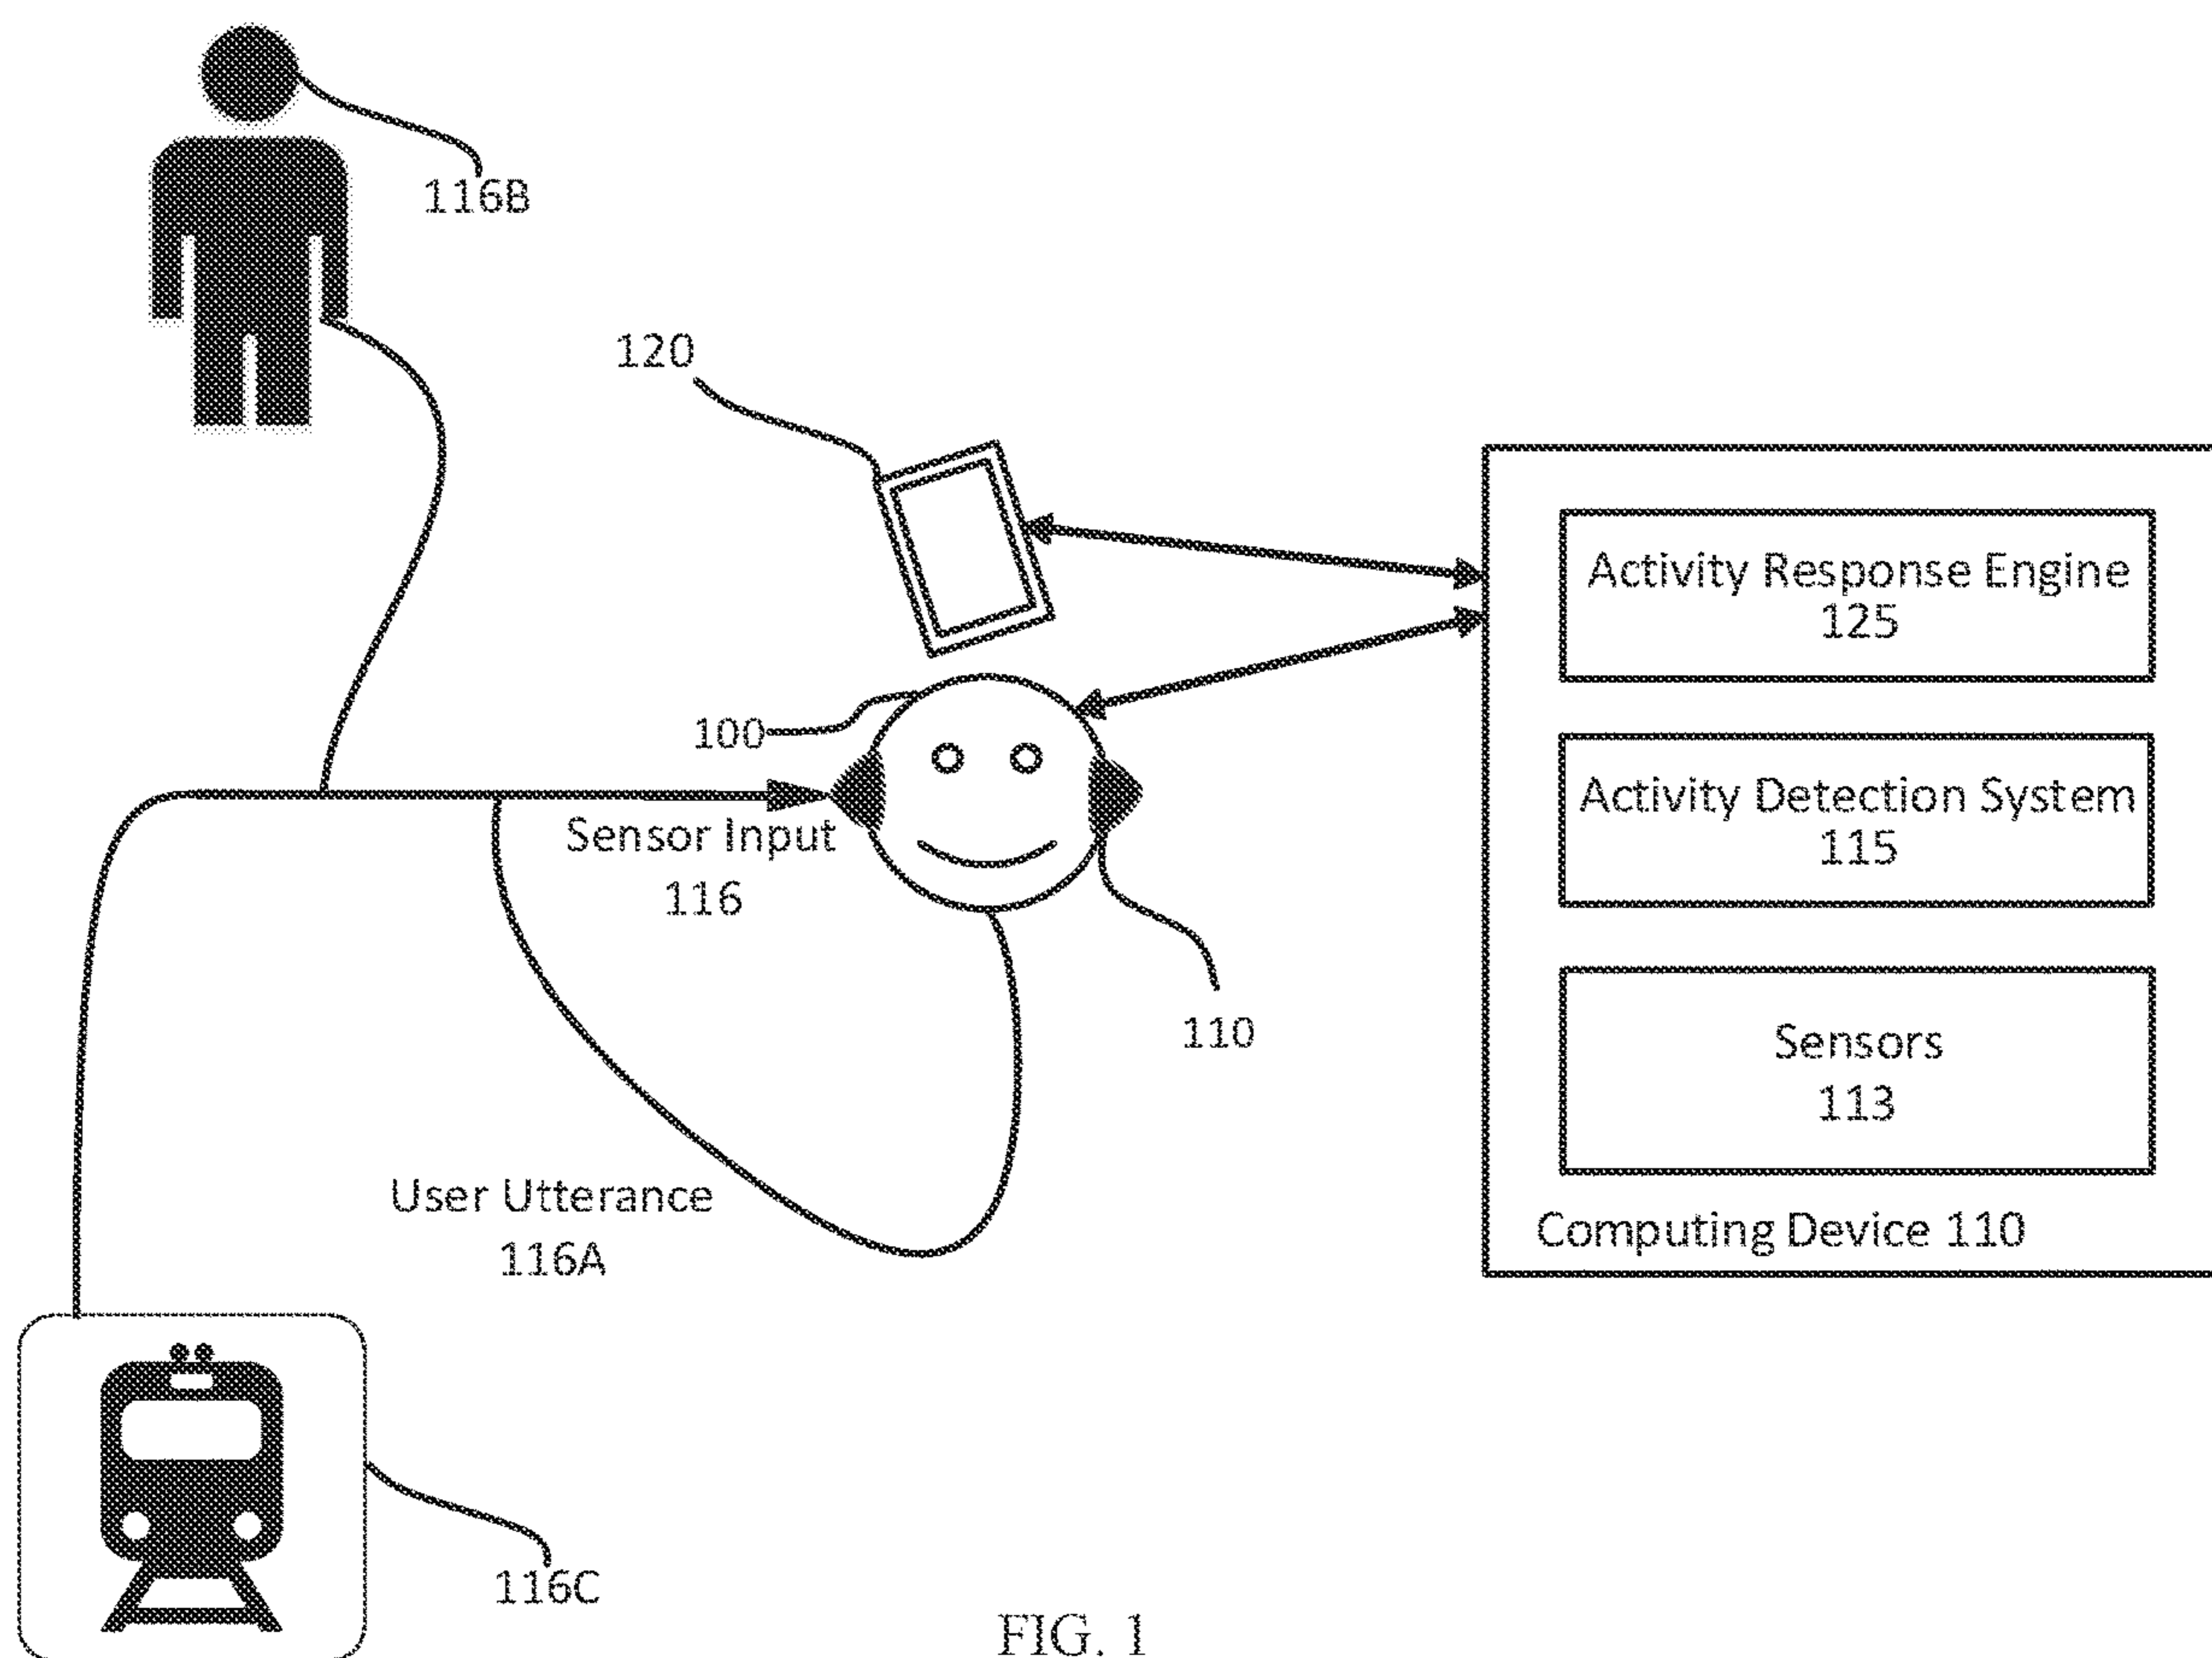 116B
120
Activity Response Engine
125
100
Activity Detection System
115
Sensor Input
116
110
Sensors
113
User Utterance
116A
Computing Device 110
116C
FIG. 1